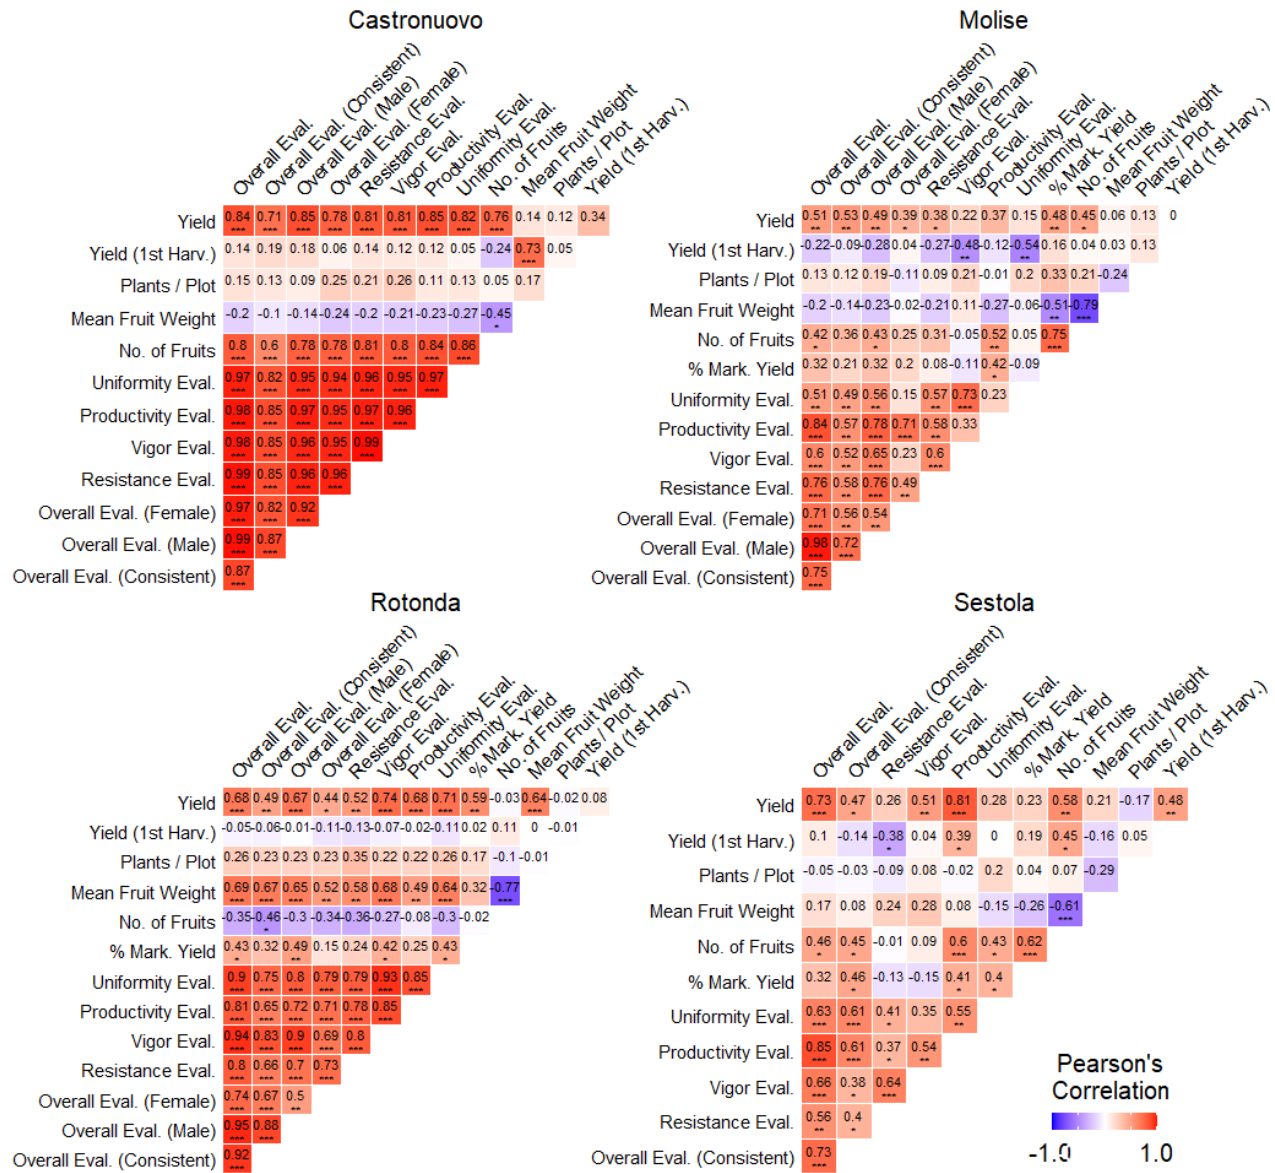 Castronuovo
Overall Eval.
Overall Eval. (Consistent)
Overall Eval. (Male)
Overall Eval. (Female)
Resistance Eval.
Vigor Eval.
Productivity Eval.
Uniformity Eval.
No. of Fruits
Mean Fruit Weight
Plants / Plot
Yield (1st Harv.)
Yield 0.84 0.71 0.85 0.78 0.81 0.81 0.85 0.82 0.76 0.14 0.12 0.34
*** *** *** *** *** *** *** *** ***
Yield (1st Harv.) 0.14 0.19 0.18 0.06 0.14 0.12 0.12 0.05 -0.24 0.73 0.05
***
Plants / Plot 0.15 0.13 0.09 0.25 0.21 0.26 0.11 0.13 0.05 0.17
Mean Fruit Weight -0.2 -0.1 -0.14 -0.24 -0.2 -0.21 -0.23 -0.27 -0.45
*
No. of Fruits 0.8 0.6 0.78 0.78 0.81 0.8 0.84 0.86
*** *** *** *** *** *** *** ***
Uniformity Eval. 0.97 0.82 0.95 0.94 0.96 0.95 0.97
*** *** *** *** *** *** ***
Productivity Eval. 0.98 0.85 0.97 0.95 0.97 0.96
*** *** *** *** *** ***
Vigor Eval. 0.98 0.85 0.96 0.95 0.99
*** *** *** *** ***
Resistance Eval. 0.99 0.85 0.96 0.96
*** *** *** ***
Overall Eval. (Female) 0.97 0.82 0.92
*** *** ***
Overall Eval. (Male) 0.99 0.87
*** ***
Overall Eval. (Consistent) 0.87
***
Molise
Overall Eval.
Overall Eval. (Consistent)
Overall Eval. (Male)
Overall Eval. (Female)
Resistance Eval.
Vigor Eval.
Productivity Eval.
Uniformity Eval.
% Mark. Yield
No. of Fruits
Mean Fruit Weight
Plants / Plot
Yield (1st Harv.)
Yield 0.51 0.53 0.49 0.39 0.38 0.22 0.37 0.15 0.48 0.45 0.06 0.13 0
** ** ** * * ** *
Yield (1st Harv.) -0.22 -0.09 -0.28 0.04 -0.27 -0.48 -0.12 -0.54 0.16 0.04 0.03 0.13
** **
Plants / Plot 0.13 0.12 0.19 -0.11 0.09 0.21 -0.01 0.2 0.33 0.21 -0.24
Mean Fruit Weight -0.2 -0.14 -0.23 -0.02 -0.21 0.11 -0.27 -0.06 -0.51 -0.79
** ***
No. of Fruits 0.42 0.36 0.43 0.25 0.31 -0.05 0.52 0.05 0.75
* * ** ***
% Mark. Yield 0.32 0.21 0.32 0.2 0.08 -0.11 0.42 -0.09
*
Uniformity Eval. 0.51 0.49 0.56 0.15 0.57 0.73 0.23
** ** ** ** ***
Productivity Eval. 0.84 0.57 0.78 0.71 0.58 0.33
*** ** *** *** **
Vigor Eval. 0.6 0.52 0.65 0.23 0.6
*** ** *** ***
Resistance Eval. 0.76 0.58 0.76 0.49
*** ** *** **
Overall Eval. (Female) 0.71 0.56 0.54
*** ** **
Overall Eval. (Male) 0.98 0.72
*** ***
Overall Eval. (Consistent) 0.75
***
Rotonda
Overall Eval.
Overall Eval. (Consistent)
Overall Eval. (Male)
Overall Eval. (Female)
Resistance Eval.
Vigor Eval.
Productivity Eval.
Uniformity Eval.
% Mark. Yield
No. of Fruits
Mean Fruit Weight
Plants / Plot
Yield (1st Harv.)
Yield 0.68 0.49 0.67 0.44 0.52 0.74 0.68 0.71 0.59 -0.03 0.64 -0.02 0.08
*** ** *** * ** *** *** *** ** ***
Yield (1st Harv.) -0.05 -0.06 -0.01 -0.11 -0.13 -0.07 -0.02 -0.11 0.02 0.11 0 -0.01
Plants / Plot 0.26 0.23 0.23 0.23 0.35 0.22 0.22 0.26 0.17 -0.1 -0.01
Mean Fruit Weight 0.69 0.67 0.65 0.52 0.58 0.68 0.49 0.64 0.32 -0.77
*** *** *** ** ** *** ** *** ***
No. of Fruits -0.35 -0.46 -0.3 -0.34 -0.36 -0.27 -0.08 -0.3 -0.02
*
% Mark. Yield 0.43 0.32 0.49 0.15 0.24 0.42 0.25 0.43
* ** * *
Uniformity Eval. 0.9 0.75 0.8 0.79 0.79 0.93 0.85
*** *** *** *** *** *** ***
Productivity Eval. 0.81 0.65 0.72 0.71 0.78 0.85
*** *** *** *** *** ***
Vigor Eval. 0.94 0.83 0.9 0.69 0.8
*** *** *** *** ***
Resistance Eval. 0.8 0.66 0.7 0.73
*** *** *** ***
Overall Eval. (Female) 0.74 0.67 0.5
*** *** **
Overall Eval. (Male) 0.95 0.88
*** ***
Overall Eval. (Consistent) 0.92
***
Sestola
Overall Eval.
Overall Eval. (Consistent)
Resistance Eval.
Vigor Eval.
Productivity Eval.
Uniformity Eval.
% Mark. Yield
No. of Fruits
Mean Fruit Weight
Plants / Plot
Yield (1st Harv.)
Yield 0.73 0.47 0.26 0.51 0.81 0.28 0.23 0.58 0.21 -0.17 0.48
*** * ** *** ** **
Yield (1st Harv.) 0.1 -0.14 -0.38 0.04 0.39 0 0.19 0.45 -0.16 0.05
* * *
Plants / Plot -0.05 -0.03 -0.09 0.08 -0.02 0.2 0.04 0.07 -0.29
Mean Fruit Weight 0.17 0.08 0.24 0.28 0.08 -0.15 -0.26 -0.61
***
No. of Fruits 0.46 0.45 -0.01 0.09 0.6 0.43 0.62
* * *** * ***
% Mark. Yield 0.32 0.46 -0.13 -0.15 0.41 0.4
* * *
Uniformity Eval. 0.63 0.61 0.41 0.35 0.55
*** *** * **
Productivity Eval. 0.85 0.61 0.37 0.54
*** *** * **
Vigor Eval. 0.66 0.38 0.64
*** * ***
Resistance Eval. 0.56 0.4
** *
Overall Eval. (Consistent) 0.73
***
Pearson's
Correlation
-1.0 1.0